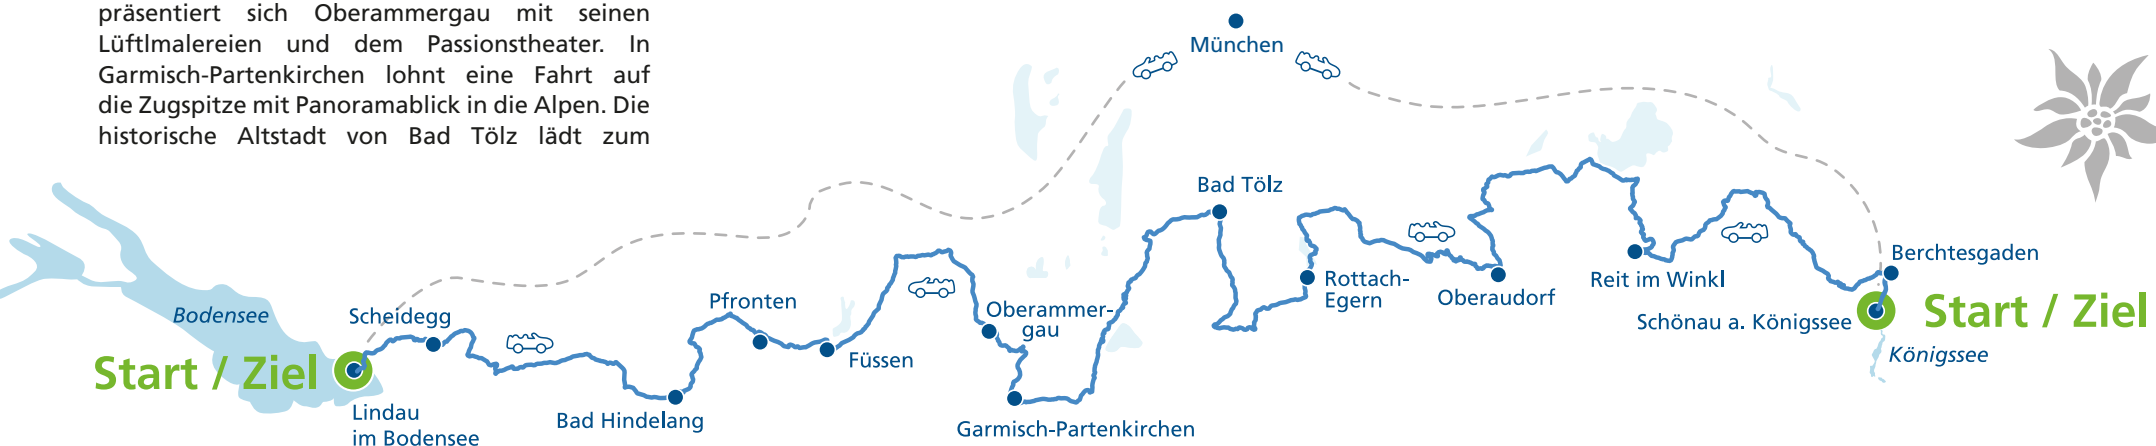 präsentiert sich Oberammergau mit seinen
Lüftlmalereien und dem Passionstheater. In
Garmisch-Partenkirchen lohnt eine Fahrt auf
die Zugspitze mit Panoramablick in die Alpen. Die
historische Altstadt von Bad Tölz lädt zum
München
Bad Tölz
Bodensee
Scheidegg
Pfronten
Oberammer-
gau
Füssen
Rottach-
Egern
Oberaudorf
Reit im Winkl
Berchtesgaden
Schönau a. Königssee
Start / Ziel
Königssee
Start / Ziel
Lindau
im Bodensee
Bad Hindelang
Garmisch-Partenkirchen